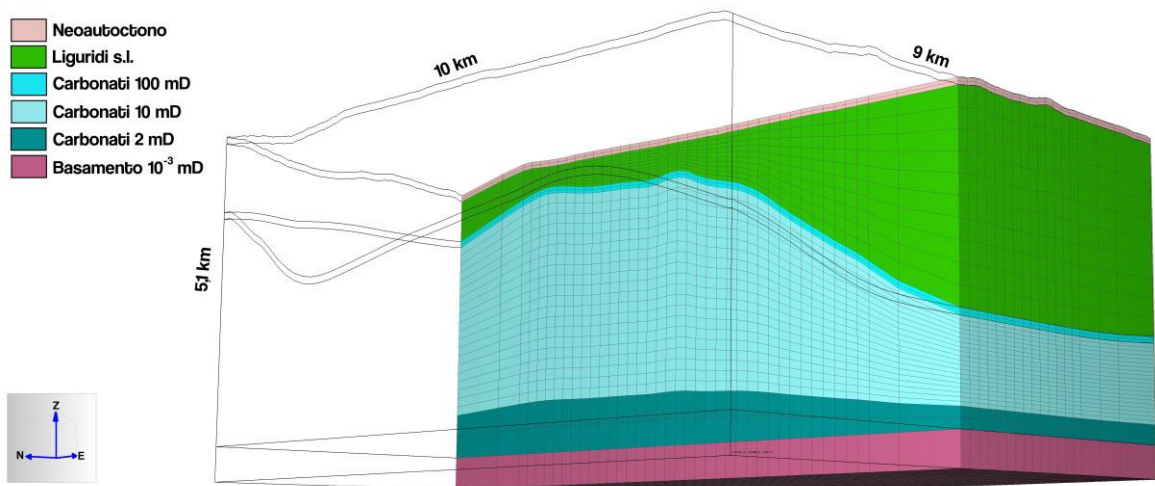 Neoautoctono
Liguridi s.l.
Carbonati 100 mD
Carbonati 10 mD
Carbonati 2 mD
Basamento 10⁻³ mD
10 km
9 km
5,1 km
Z
N
E